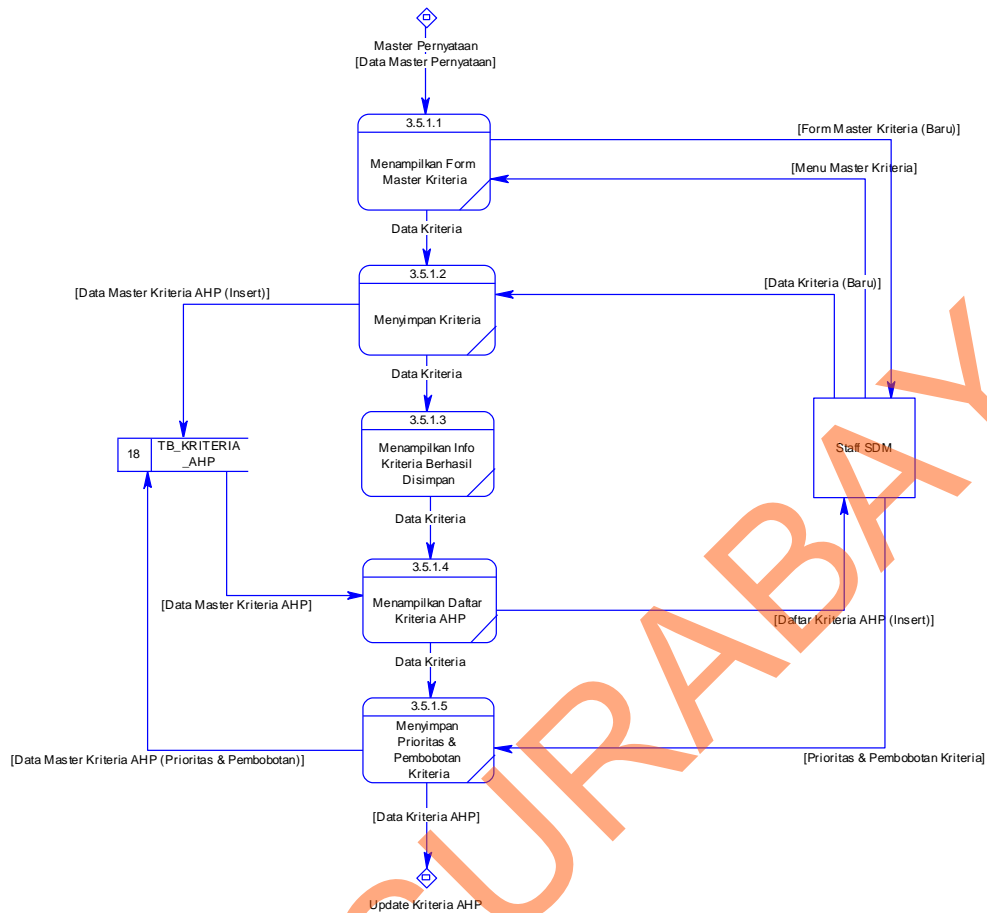 Master Pernyataan
[Data Master Pernyataan]
3.5.1.1
Menampilkan Form
Master Kriteria
[Form Master Kriteria (Baru)]
[Menu Master Kriteria]
Data Kriteria
3.5.1.2
Menyimpan Kriteria
[Data Master Kriteria AHP (Insert)]
[Data Kriteria (Baru)]
Data Kriteria
3.5.1.3
Menampilkan Info
Kriteria Berhasil
Disimpan
18
TB_KRITERIA
_AHP
Staff SDM
Data Kriteria
3.5.1.4
Menampilkan Daftar
Kriteria AHP
[Data Master Kriteria AHP]
[Daftar Kriteria AHP (Insert)]
Data Kriteria
3.5.1.5
Menyimpan
Prioritas &
Pembobotan
Kriteria
[Data Master Kriteria AHP (Prioritas & Pembobotan)]
[Prioritas & Pembobotan Kriteria]
[Data Kriteria AHP]
Update Kriteria AHP
SURABAY